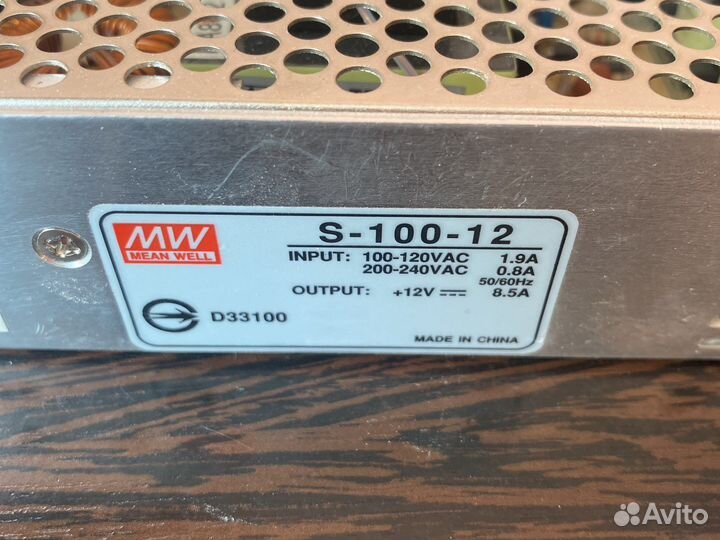 MW
MEAN WELL
S-100-12
INPUT: 100-120VAC 1.9A
200-240VAC 0.8A
50/60Hz
OUTPUT: +12V 8.5A
D33100
MADE IN CHINA
Avito